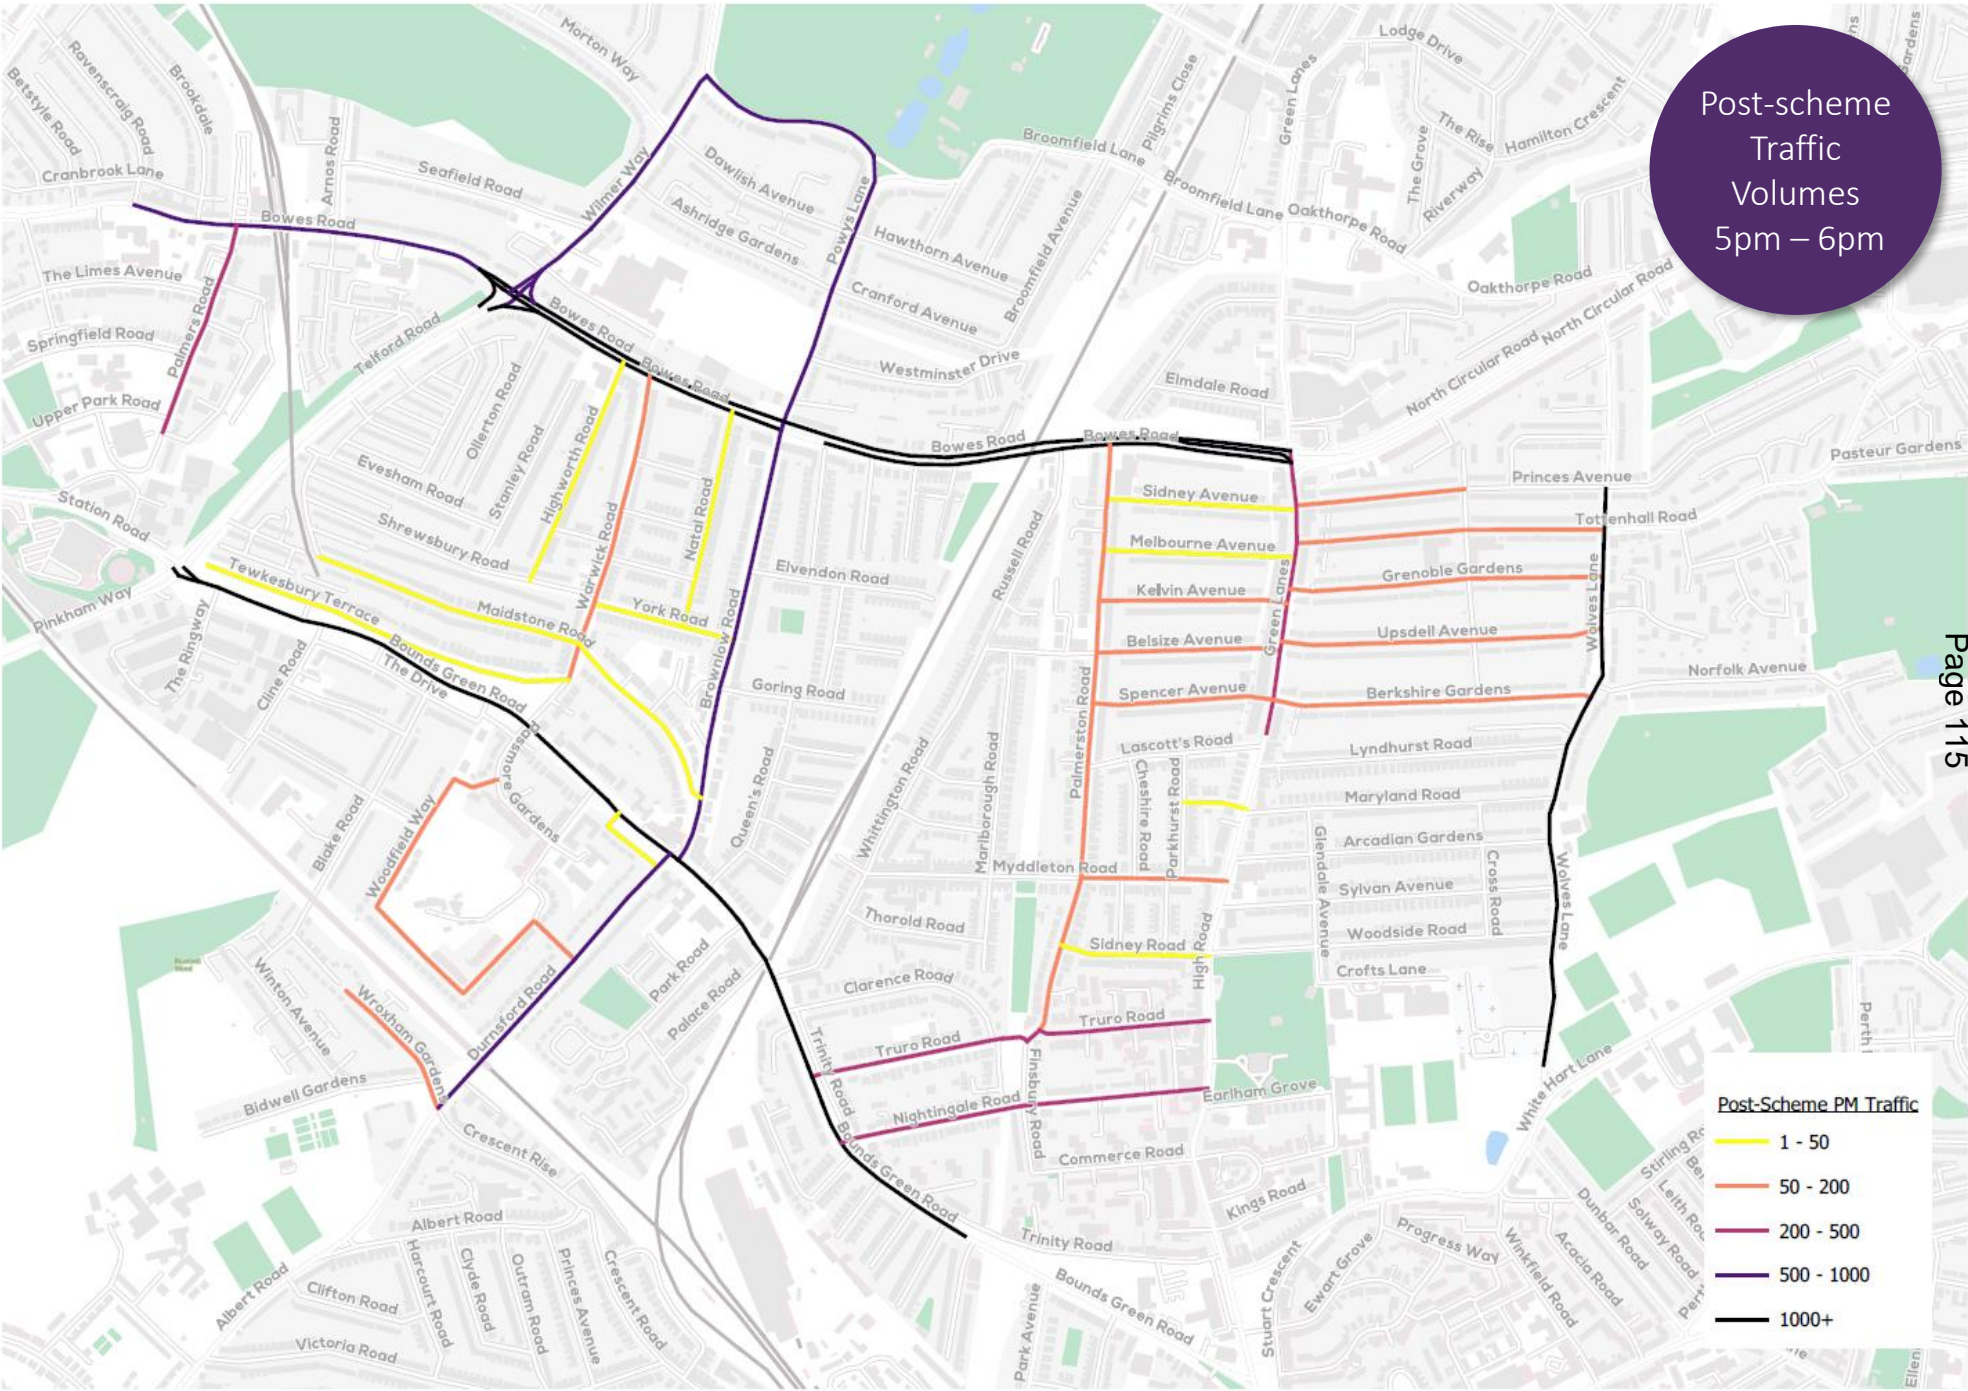 Post-scheme
Traffic
Volumes
5pm – 6pm
Morton Way
Ravenscraig Road
Betstyle Road
Brookdale
Cranbrook Lane
Arnos Road
Seafield Road
Wilmer Way
Dawlish Avenue
Ashridge Gardens
Powys Lane
Hawthorn Avenue
Cranford Avenue
Broomfield Avenue
Westminster Drive
Broomfield Lane
Pilgrims Close
Broomfield Lane
Oakthorpe Road
Green Lanes
Lodge Drive
The Grove
The Rise
Hamilton Crescent
Riverway
Gardens
Oakthorpe Road
North Circular Road
North Circular Road
Elmdale Road
Pasteur Gardens
Princes Avenue
Tottenhall Road
Bowes Road
The Limes Avenue
Springfield Road
Palmers Road
Upper Park Road
Telford Road
Bowes Road
Bowes Road
Bowes Road
Bowes Road
Ollerton Road
Stanley Road
Evesham Road
Highworth Road
Shrewsbury Road
Warwick Road
Natal Road
Station Road
Pinkham Way
Tewkesbury Terrace
Maidstone Road
York Road
Brownlow Road
Elvendon Road
Goring Road
Russell Road
Sidney Avenue
Melbourne Avenue
Kelvin Avenue
Belsize Avenue
Spencer Avenue
Green Lanes
Grenoble Gardens
Upsdell Avenue
Berkshire Gardens
Wolves Lane
Norfolk Avenue
Page 115
The Ringway
Cline Road
The Drive
Bounds Green Road
Passmore Gardens
Blake Road
Woodfield Way
Queen's Road
Whittington Road
Marlborough Road
Palmerston Road
Lascott's Road
Cheshire Road
Parkhurst Road
Lyndhurst Road
Maryland Road
Arcadian Gardens
Sylvan Avenue
Woodside Road
Crofts Lane
Glendale Avenue
Cross Road
Wolves Lane
Myddleton Road
Thorold Road
Sidney Road
High Road
Clarence Road
Truro Road
Truro Road
Trinity Road
Nightingale Road
Finsbury Road
Earlham Grove
Commerce Road
Kings Road
Winton Avenue
Wroxham Gardens
Durnsford Road
Park Road
Palace Road
Bidwell Gardens
Crescent Rise
Albert Road
Albert Road
Clifton Road
Victoria Road
Harcourt Road
Clyde Road
Outram Road
Princes Avenue
Crescent Road
Bounds Green Road
Trinity Road
Bounds Green Road
Park Avenue
Stuart Crescent
Ewart Grove
Progress Way
Winkfield Road
Acacia Road
Dunbar Road
Solway Road
White Hart Lane
Post-Scheme PM Traffic
1 - 50
50 - 200
200 - 500
500 - 1000
1000+